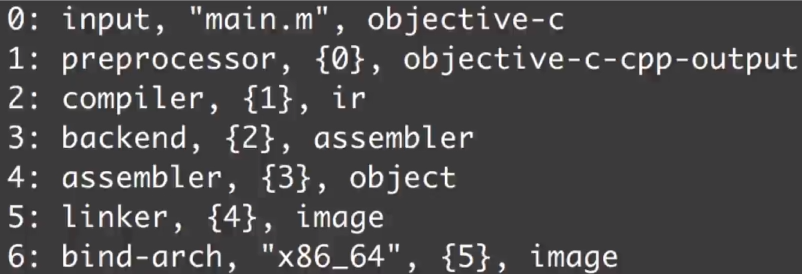 0: input, "main.m", objective-c
1: preprocessor, {0}, objective-c-cpp-output
2: compiler, {1}, ir
3: backend, {2}, assembler
4: assembler, {3}, object
5: linker, {4}, image
6: bind-arch, "x86_64", {5}, image